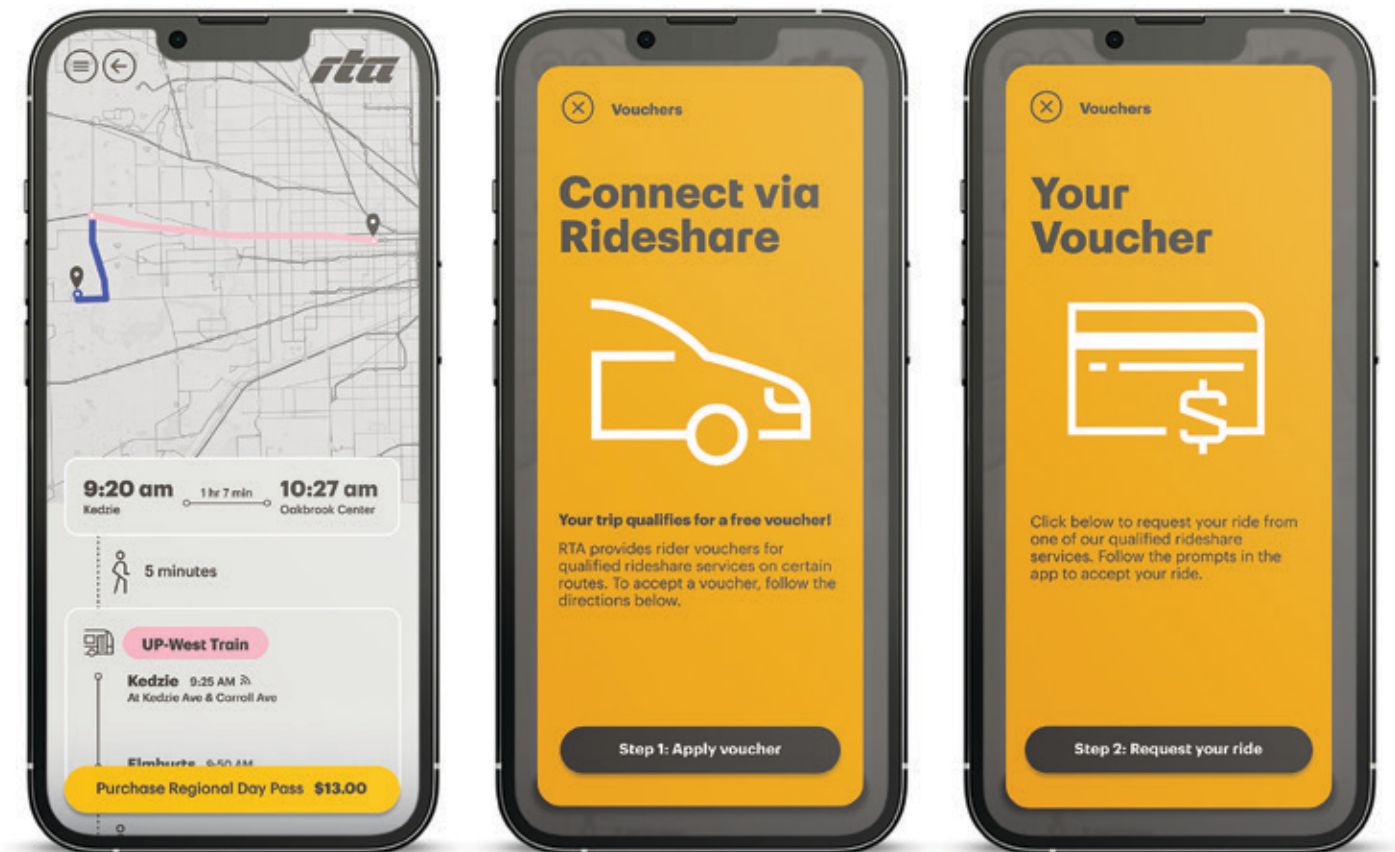 rta
9:20 am
1 hr 7 min
10:27 am
Kedzie
Oakbrook Center
5 minutes
UP-West Train
Kedzie 9:25 AM
At Kedzie Ave & Carroll Ave
Elmhurts 9:50 AM
Purchase Regional Day Pass $13.00
Vouchers
Connect via
Rideshare
Your trip qualifies for a free voucher!
RTA provides rider vouchers for
qualified rideshare services on certain
routes. To accept a voucher, follow the
directions below.
Step 1: Apply voucher
Vouchers
Your
Voucher
Click below to request your ride from
one of our qualified rideshare
services. Follow the prompts in the
app to accept your ride.
Step 2: Request your ride